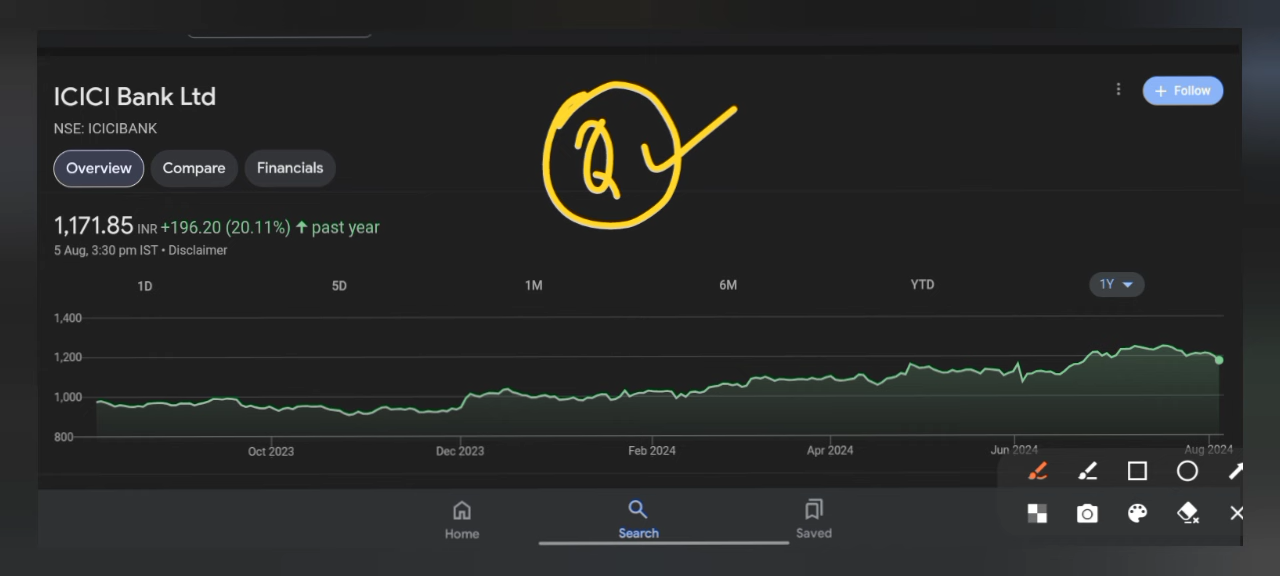 ICICI Bank Ltd
+ Follow
NSE: ICICIBANK
Overview Compare Financials
1,171.85 INR +196.20 (20.11%) ↑ past year
5 Aug, 3:30 pm IST • Disclaimer
1D 5D 1M 6M YTD 1Y
1,400
1,200
1,000
800
Oct 2023 Dec 2023 Feb 2024 Apr 2024 Jun 2024 Aug 2024
Home Search Saved